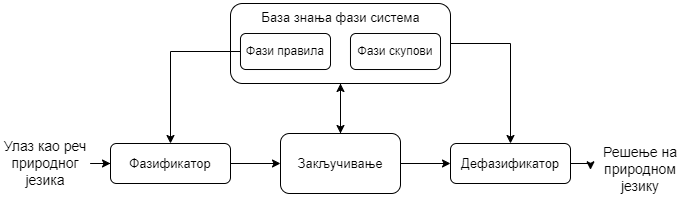 База знања фази система
Фази правила
Фази скупови
Улаз као реч
природног
језика
Фазификатор
Закључивање
Дефазификатор
Решење на
природном
језику